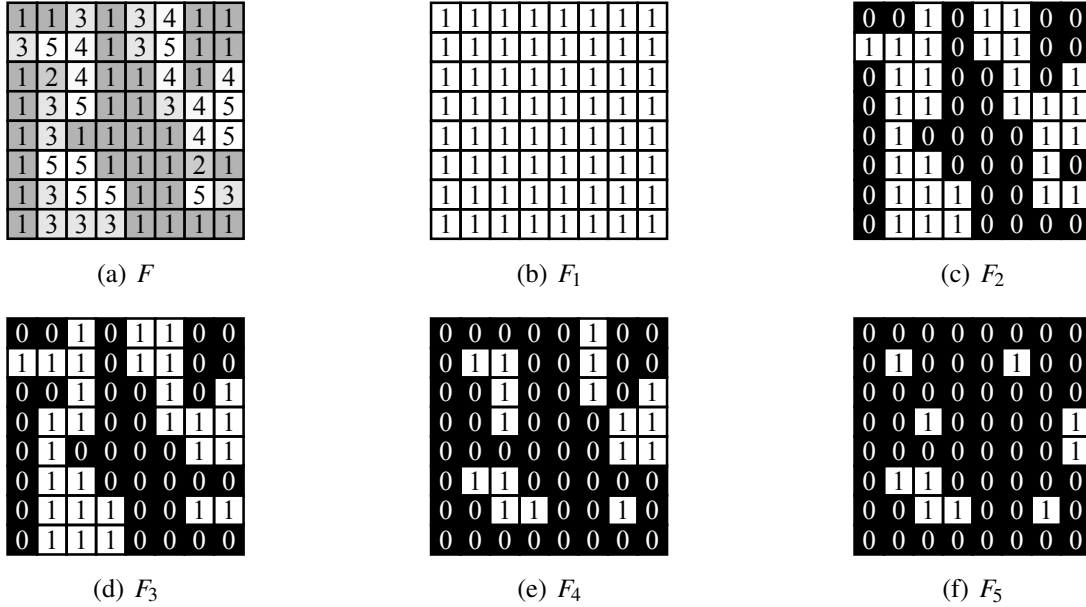 1 1 3 1 3 4 1 1
3 5 4 1 3 5 1 1
1 2 4 1 1 4 1 4
1 3 5 1 1 3 4 5
1 3 1 1 1 1 4 5
1 5 5 1 1 1 2 1
1 3 5 5 1 1 5 3
1 3 3 3 1 1 1 1
(a) F
1 1 1 1 1 1 1 1
1 1 1 1 1 1 1 1
1 1 1 1 1 1 1 1
1 1 1 1 1 1 1 1
1 1 1 1 1 1 1 1
1 1 1 1 1 1 1 1
1 1 1 1 1 1 1 1
1 1 1 1 1 1 1 1
(b) F1
0 0 1 0 1 1 0 0
1 1 1 0 1 1 0 0
0 1 1 0 0 1 0 1
0 1 1 0 0 1 1 1
0 1 0 0 0 0 1 1
0 1 1 0 0 0 1 0
0 1 1 1 0 0 1 1
0 1 1 1 0 0 0 0
(c) F2
0 0 1 0 1 1 0 0
1 1 1 0 1 1 0 0
0 0 1 0 0 1 0 1
0 1 1 0 0 1 1 1
0 1 0 0 0 0 1 1
0 1 1 0 0 0 0 0
0 1 1 1 0 0 1 1
0 1 1 1 0 0 0 0
(d) F3
0 0 0 0 0 1 0 0
0 1 1 0 0 1 0 0
0 0 1 0 0 1 0 1
0 0 1 0 0 0 1 1
0 0 0 0 0 0 1 1
0 1 1 0 0 0 0 0
0 0 1 1 0 0 1 0
0 0 0 0 0 0 0 0
(e) F4
0 0 0 0 0 0 0 0
0 1 0 0 0 1 0 0
0 0 0 0 0 0 0 0
0 0 1 0 0 0 0 1
0 0 0 0 0 0 0 1
0 1 1 0 0 0 0 0
0 0 1 1 0 0 1 0
0 0 0 0 0 0 0 0
(f) F5